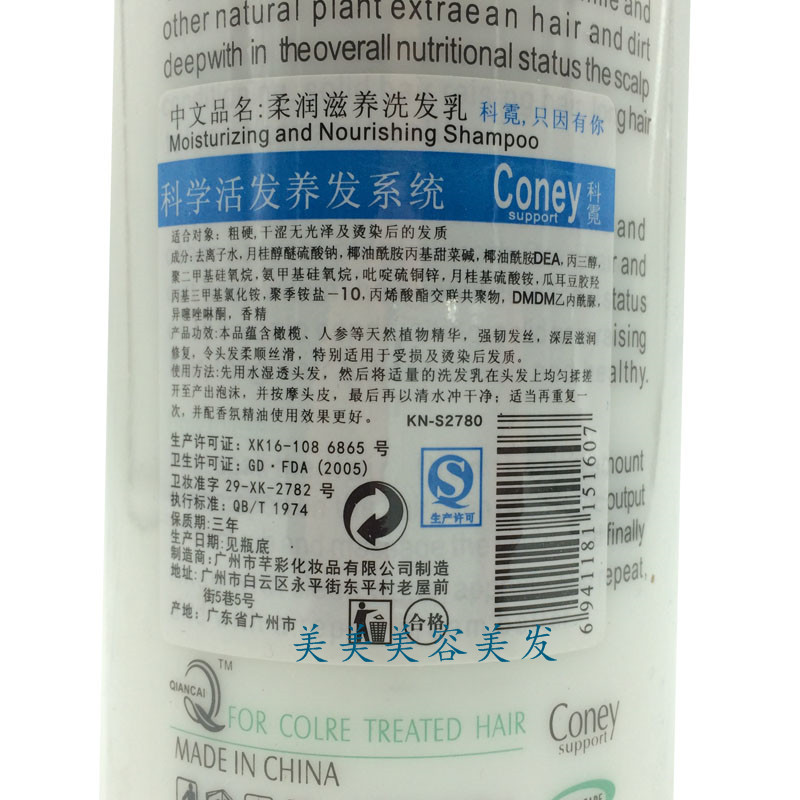 other natural plant extraean hair and dirt
deepwith in theoverall nutritional status the scalp
g hair
中文品名:柔润滋养洗发乳 科霓,只因有你
Moisturizing and Nourishing Shampoo
科学活发养发系统 Coney support 科霓
适合对象: 粗硬,干涩无光泽及烫染后的发质
成分: 去离子水, 月桂醇醚硫酸钠, 椰油酰胺丙基甜菜碱, 椰油酰胺DEA, 丙三醇,
聚二甲基硅氧烷, 氨甲基硅氧烷, 吡啶硫铜锌, 月桂基硫酸铵, 瓜耳豆胶羟
丙基三甲基氯化铵, 聚季铵盐-10, 丙烯酸酯交联共聚物, DMDM乙内酰脲,
异噻唑啉酮, 香精
产品功效: 本品蕴含橄榄、人参等天然植物精华, 强韧发丝, 深层滋润
修复, 令头发柔顺丝滑, 特别适用于受损及烫染后发质。
使用方法: 先用水湿透头发, 然后将适量的洗发乳在头发上均匀揉搓
开至产出泡沫, 并按摩头皮, 最后再以清水冲干净; 适当再重复一
次, 并配香氛精油使用效果更好。
KN-S2780
生产许可证: XK16-108 6865 号
卫生许可证: GD·FDA (2005)
卫妆准字 29-XK-2782 号
执行标准: QB/T 1974
保质期: 三年
生产日期: 见瓶底
制造商: 广州市芊彩化妆品有限公司制造
地址: 广州市白云区永平街东平村老屋前
街5巷5号
产地: 广东省广州市
生产许可
合格
6941181151607
and
r and
tatus
ising
ealthy.
mount
output
finally
epeat,
美美美容美发
QIANCAI TM
FOR COLRE TREATED HAIR
Coney
support
MADE IN CHINA